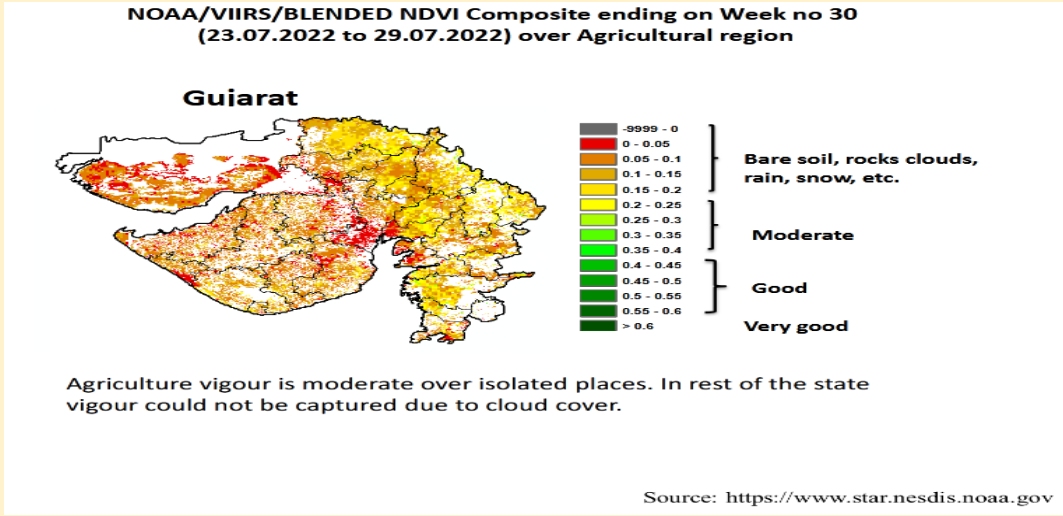 NOAA/VIIRS/BLENDED NDVI Composite ending on Week no 30
(23.07.2022 to 29.07.2022) over Agricultural region
Gujarat
-9999 - 0
0 - 0.05
0.05 - 0.1
0.1 - 0.15
0.15 - 0.2
0.2 - 0.25
0.25 - 0.3
0.3 - 0.35
0.35 - 0.4
0.4 - 0.45
0.45 - 0.5
0.5 - 0.55
0.55 - 0.6
> 0.6
Bare soil, rocks clouds,
rain, snow, etc.
Moderate
Good
Very good
Agriculture vigour is moderate over isolated places. In rest of the state
vigour could not be captured due to cloud cover.
Source: https://www.star.nesdis.noaa.gov